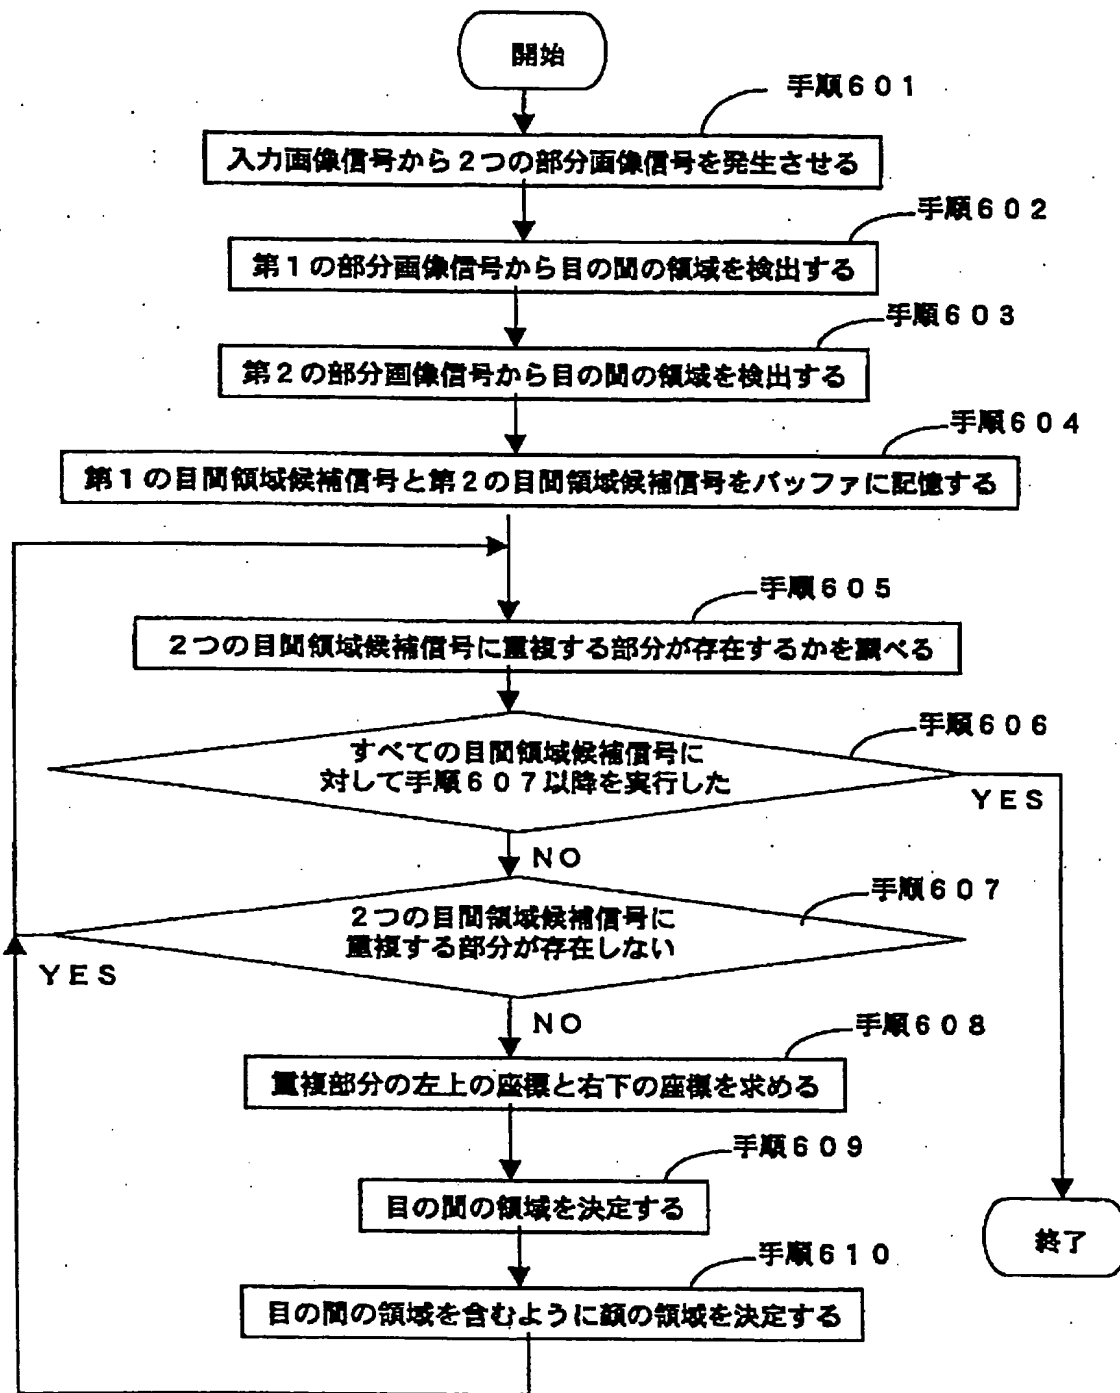 開始
手順601
入力画像信号から2つの部分画像信号を発生させる
手順602
第1の部分画像信号から目の間の領域を検出する
手順603
第2の部分画像信号から目の間の領域を検出する
手順604
第1の目間領域候補信号と第2の目間領域候補信号をバッファに記憶する
手順605
2つの目間領域候補信号に重複する部分が存在するかを調べる
手順606
すべての目間領域候補信号に
対して手順607以降を実行した
YES
NO
手順607
2つの目間領域候補信号に
重複する部分が存在しない
YES
NO
手順608
重複部分の左上の座標と右下の座標を求める
手順609
目の間の領域を決定する
終了
手順610
目の間の領域を含むように顔の領域を決定する